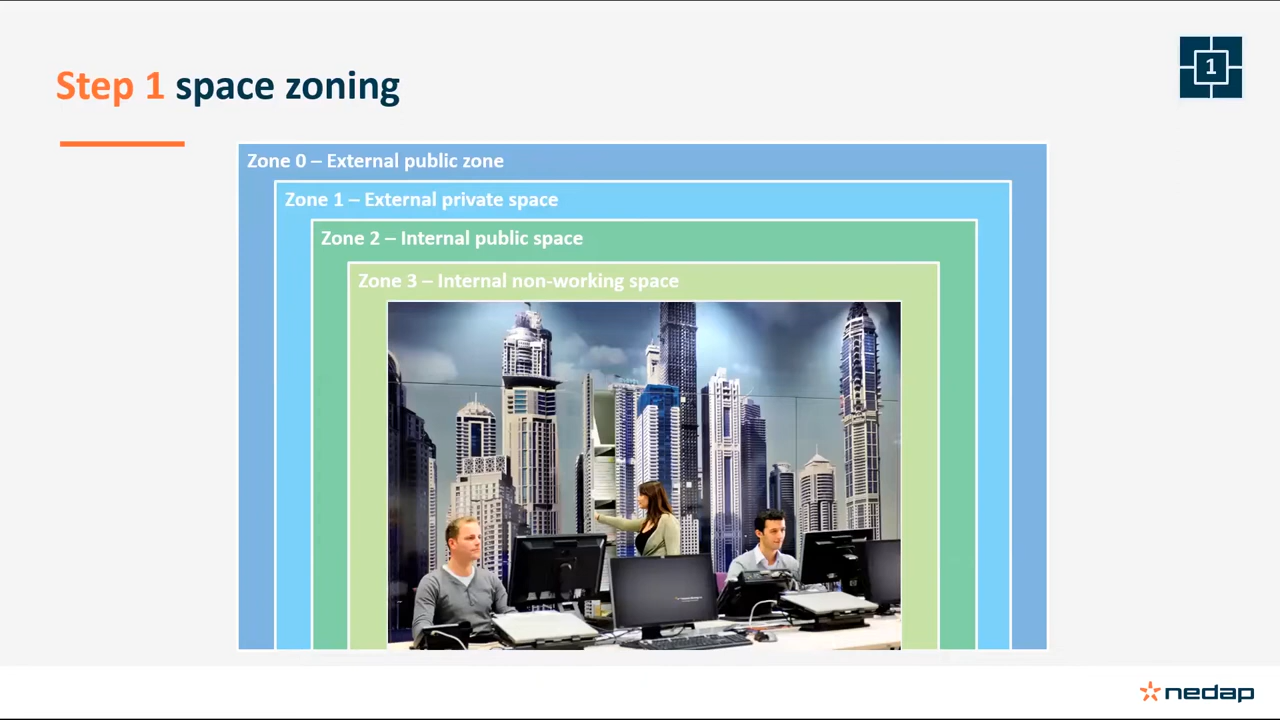 Step 1 space zoning
1
Zone 0 – External public zone
Zone 1 – External private space
Zone 2 – Internal public space
Zone 3 – Internal non-working space
nedap